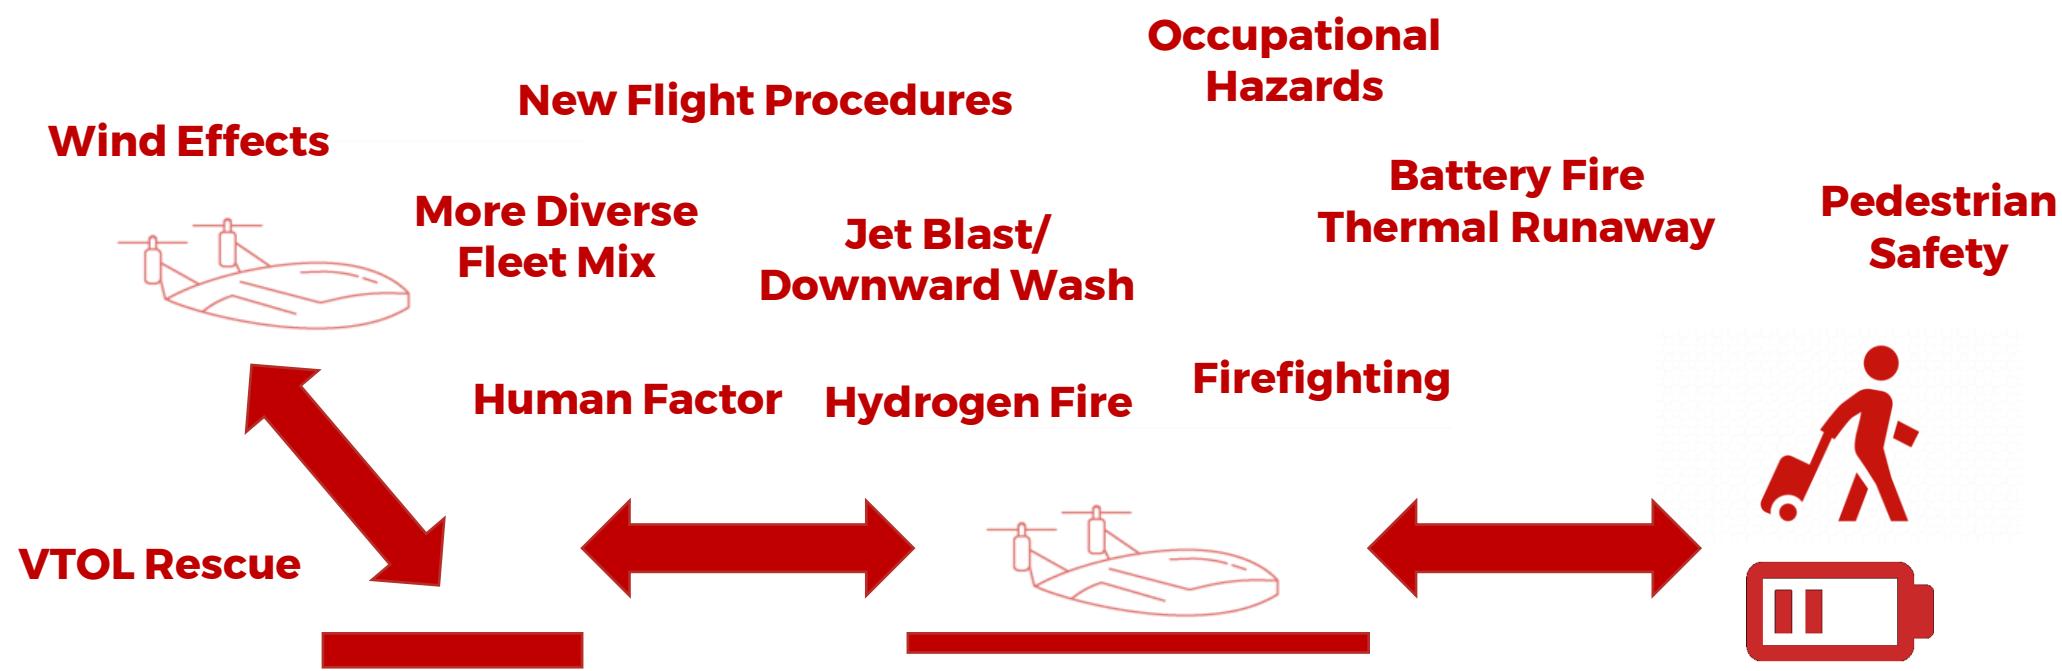 Occupational
Hazards
New Flight Procedures
Wind Effects
Battery Fire
Thermal Runaway
Pedestrian
Safety
More Diverse
Fleet Mix
Jet Blast/
Downward Wash
Human Factor
Hydrogen Fire
Firefighting
VTOL Rescue